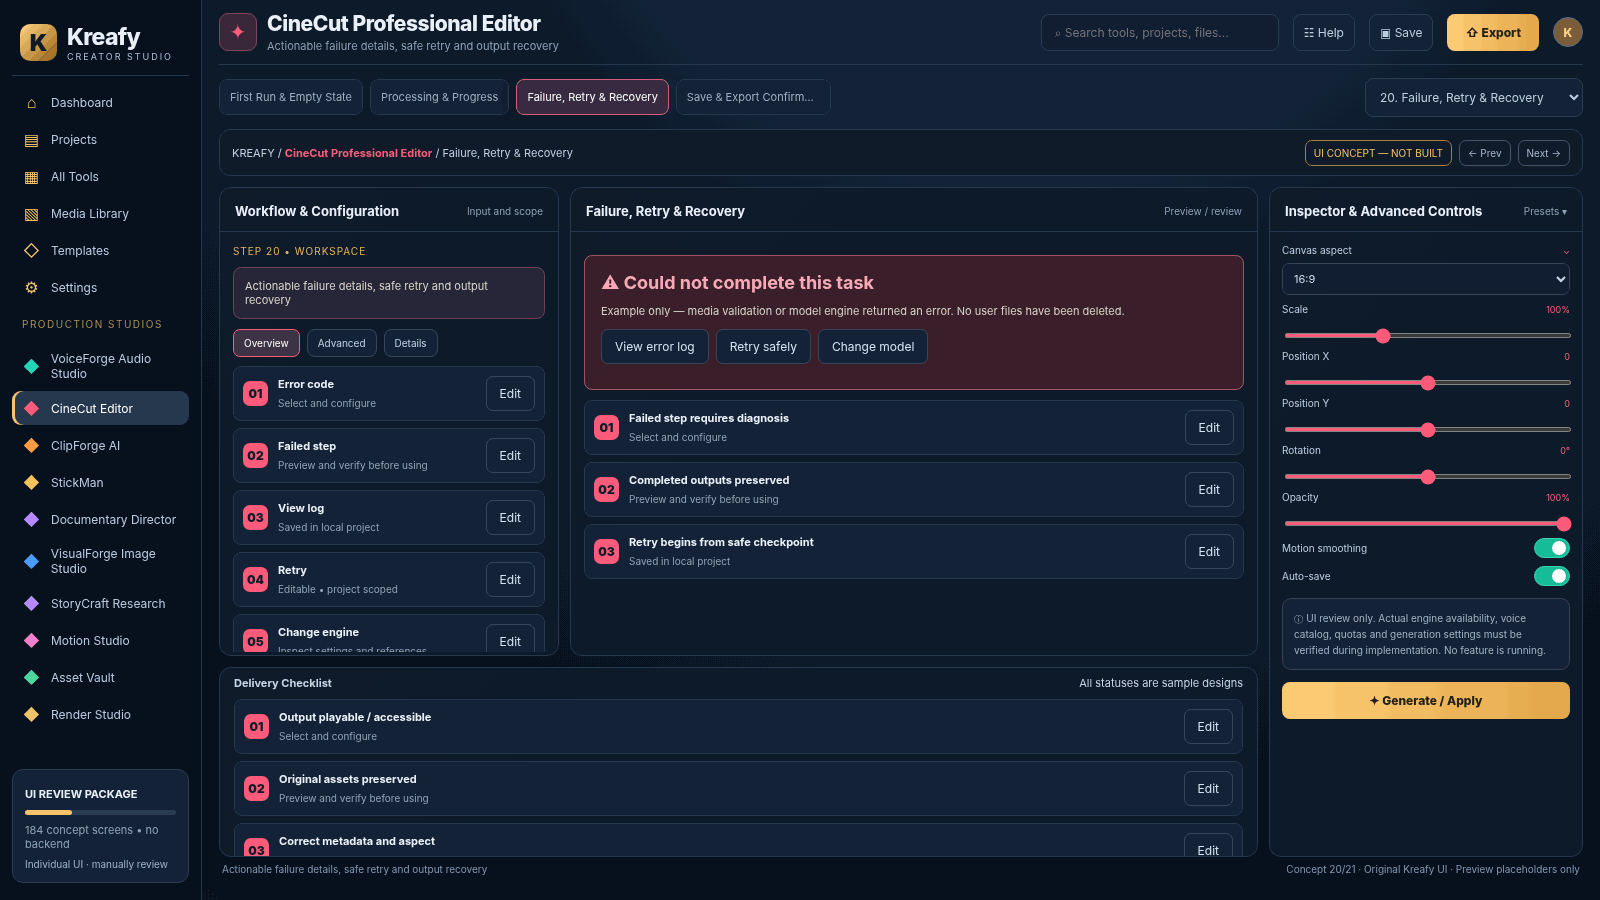 K
Kreafy
CREATOR STUDIO
Dashboard
Projects
All Tools
Media Library
Templates
Settings
PRODUCTION STUDIOS
VoiceForge Audio
Studio
CineCut Editor
ClipForge AI
StickMan
Documentary Director
VisualForge Image
Studio
StoryCraft Research
Motion Studio
Asset Vault
Render Studio
UI REVIEW PACKAGE
184 concept screens • no
backend
Individual UI · manually review
CineCut Professional Editor
Actionable failure details, safe retry and output recovery
Search tools, projects, files...
Help
Save
Export
K
First Run & Empty State
Processing & Progress
Failure, Retry & Recovery
Save & Export Confirm...
20. Failure, Retry & Recovery
KREAFY / CineCut Professional Editor / Failure, Retry & Recovery
UI CONCEPT — NOT BUILT
← Prev
Next →
Workflow & Configuration
Input and scope
STEP 20 • WORKSPACE
Actionable failure details, safe retry and output
recovery
Overview
Advanced
Details
01
Error code
Select and configure
Edit
02
Failed step
Preview and verify before using
Edit
03
View log
Saved in local project
Edit
04
Retry
Editable • project scoped
Edit
05
Change engine
Inspect settings and references
Edit
Failure, Retry & Recovery
Preview / review
⚠ Could not complete this task
Example only — media validation or model engine returned an error. No user files have been deleted.
View error log
Retry safely
Change model
01
Failed step requires diagnosis
Select and configure
Edit
02
Completed outputs preserved
Preview and verify before using
Edit
03
Retry begins from safe checkpoint
Saved in local project
Edit
Delivery Checklist
All statuses are sample designs
01
Output playable / accessible
Select and configure
Edit
02
Original assets preserved
Preview and verify before using
Edit
03
Correct metadata and aspect
Edit
Inspector & Advanced Controls
Presets ▾
Canvas aspect
16:9
Scale
100%
Position X
0
Position Y
0
Rotation
0°
Opacity
100%
Motion smoothing
Auto-save
ⓘ UI review only. Actual engine availability, voice
catalog, quotas and generation settings must be
verified during implementation. No feature is running.
✦ Generate / Apply
Actionable failure details, safe retry and output recovery
Concept 20/21 · Original Kreafy UI · Preview placeholders only